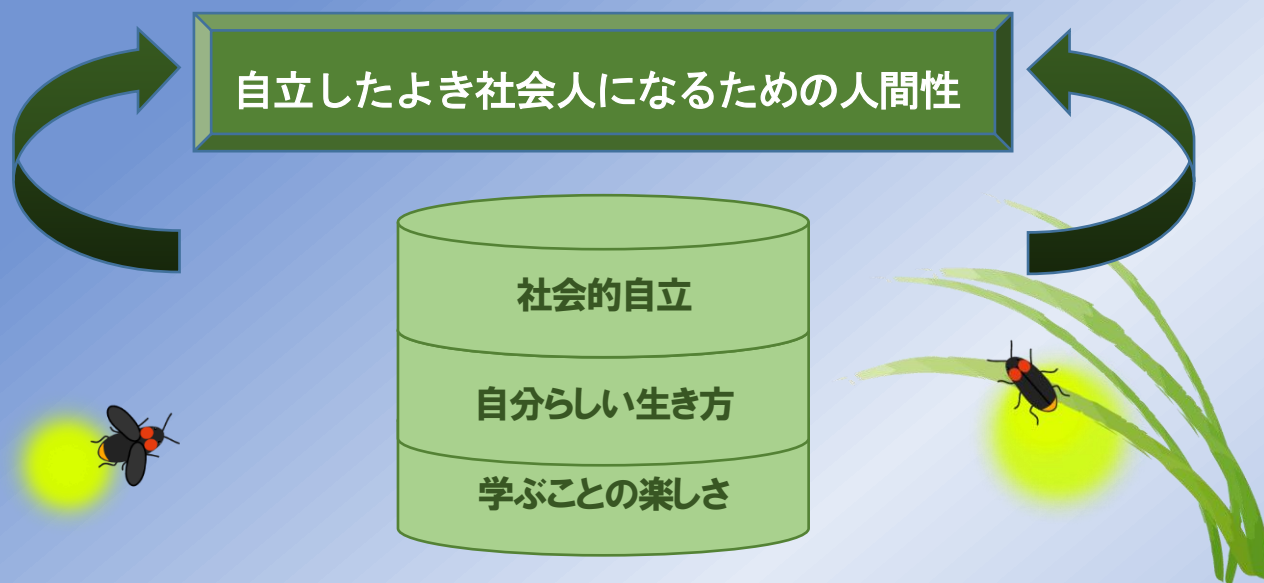 自立したよき社会人になるための人間性
社会的自立
自分らしい生き方
学ぶことの楽しさ